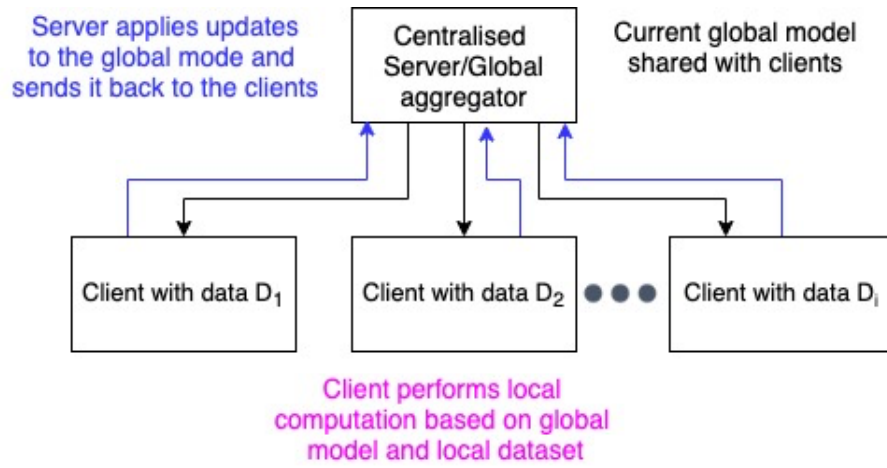 Server applies updates
to the global mode and
sends it back to the clients
Centralised
Server/Global
aggregator
Current global model
shared with clients
Client with data D₁
Client with data D₂
Client with data Dᵢ
Client performs local
computation based on global
model and local dataset